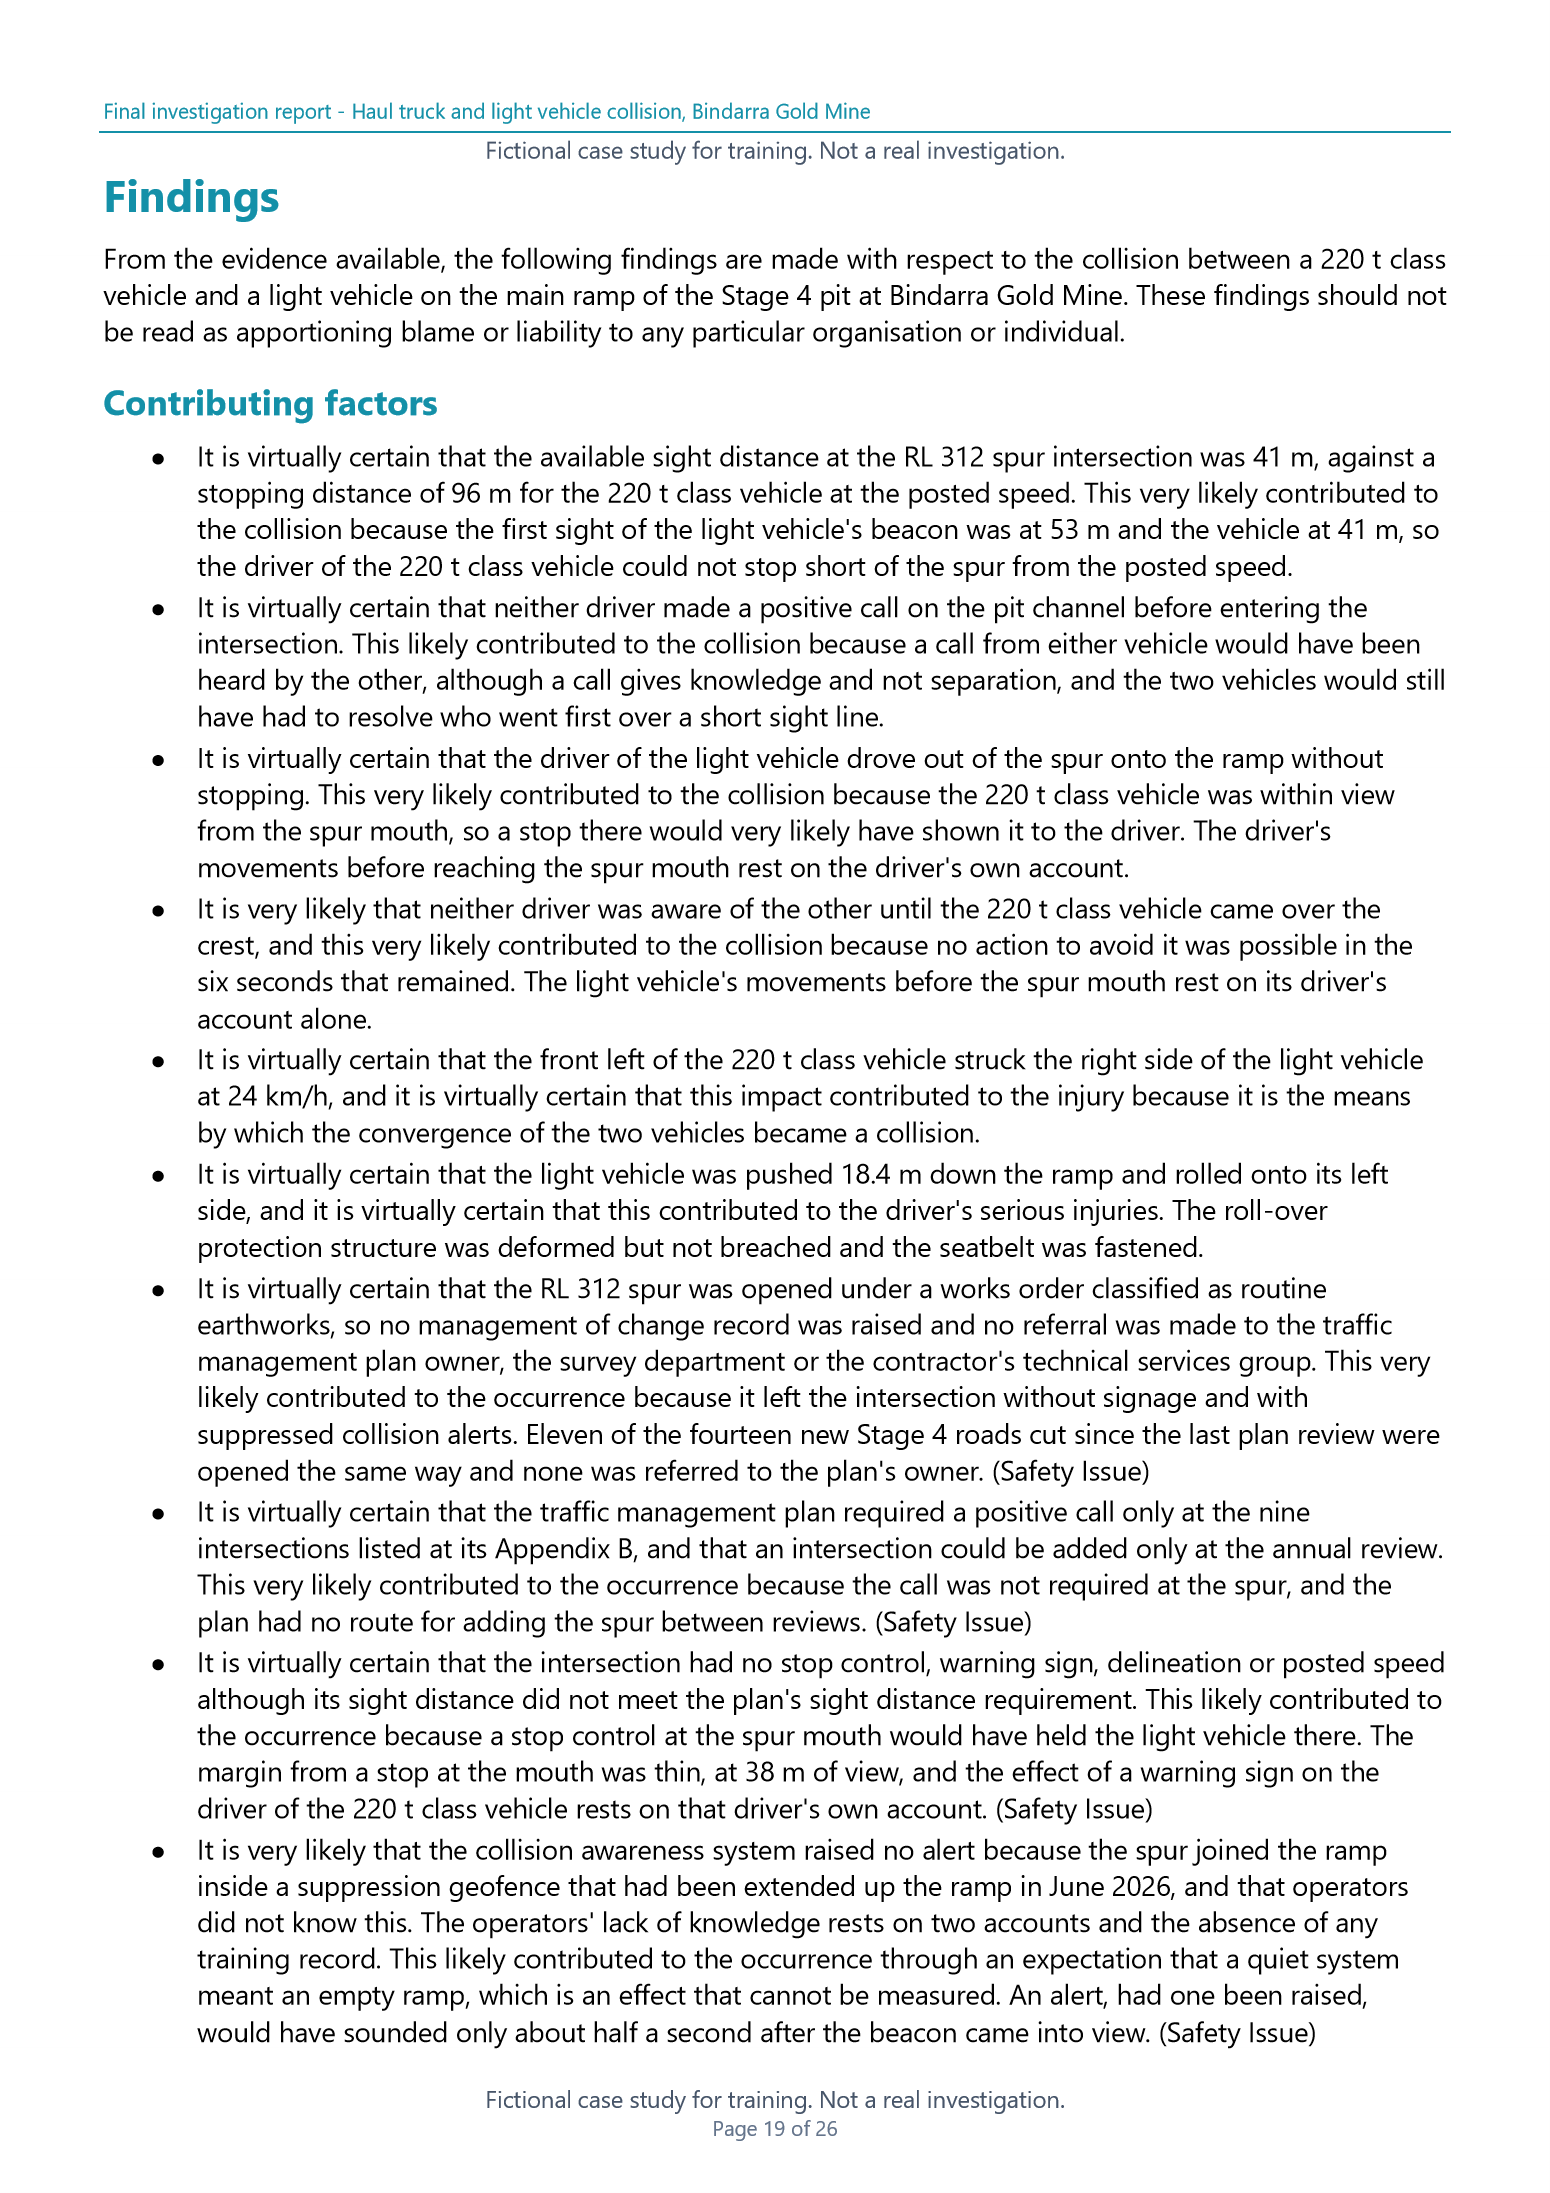 Final investigation report - Haul truck and light vehicle collision, Bindarra Gold Mine
Fictional case study for training. Not a real investigation.
Findings
From the evidence available, the following findings are made with respect to the collision between a 220 t class
vehicle and a light vehicle on the main ramp of the Stage 4 pit at Bindarra Gold Mine. These findings should not
be read as apportioning blame or liability to any particular organisation or individual.
Contributing factors
● It is virtually certain that the available sight distance at the RL 312 spur intersection was 41 m, against a
stopping distance of 96 m for the 220 t class vehicle at the posted speed. This very likely contributed to
the collision because the first sight of the light vehicle's beacon was at 53 m and the vehicle at 41 m, so
the driver of the 220 t class vehicle could not stop short of the spur from the posted speed.
● It is virtually certain that neither driver made a positive call on the pit channel before entering the
intersection. This likely contributed to the collision because a call from either vehicle would have been
heard by the other, although a call gives knowledge and not separation, and the two vehicles would still
have had to resolve who went first over a short sight line.
● It is virtually certain that the driver of the light vehicle drove out of the spur onto the ramp without
stopping. This very likely contributed to the collision because the 220 t class vehicle was within view
from the spur mouth, so a stop there would very likely have shown it to the driver. The driver's
movements before reaching the spur mouth rest on the driver's own account.
● It is very likely that neither driver was aware of the other until the 220 t class vehicle came over the
crest, and this very likely contributed to the collision because no action to avoid it was possible in the
six seconds that remained. The light vehicle's movements before the spur mouth rest on its driver's
account alone.
● It is virtually certain that the front left of the 220 t class vehicle struck the right side of the light vehicle
at 24 km/h, and it is virtually certain that this impact contributed to the injury because it is the means
by which the convergence of the two vehicles became a collision.
● It is virtually certain that the light vehicle was pushed 18.4 m down the ramp and rolled onto its left
side, and it is virtually certain that this contributed to the driver's serious injuries. The roll-over
protection structure was deformed but not breached and the seatbelt was fastened.
● It is virtually certain that the RL 312 spur was opened under a works order classified as routine
earthworks, so no management of change record was raised and no referral was made to the traffic
management plan owner, the survey department or the contractor's technical services group. This very
likely contributed to the occurrence because it left the intersection without signage and with
suppressed collision alerts. Eleven of the fourteen new Stage 4 roads cut since the last plan review were
opened the same way and none was referred to the plan's owner. (Safety Issue)
● It is virtually certain that the traffic management plan required a positive call only at the nine
intersections listed at its Appendix B, and that an intersection could be added only at the annual review.
This very likely contributed to the occurrence because the call was not required at the spur, and the
plan had no route for adding the spur between reviews. (Safety Issue)
● It is virtually certain that the intersection had no stop control, warning sign, delineation or posted speed
although its sight distance did not meet the plan's sight distance requirement. This likely contributed to
the occurrence because a stop control at the spur mouth would have held the light vehicle there. The
margin from a stop at the mouth was thin, at 38 m of view, and the effect of a warning sign on the
driver of the 220 t class vehicle rests on that driver's own account. (Safety Issue)
● It is very likely that the collision awareness system raised no alert because the spur joined the ramp
inside a suppression geofence that had been extended up the ramp in June 2026, and that operators
did not know this. The operators' lack of knowledge rests on two accounts and the absence of any
training record. This likely contributed to the occurrence through an expectation that a quiet system
meant an empty ramp, which is an effect that cannot be measured. An alert, had one been raised,
would have sounded only about half a second after the beacon came into view. (Safety Issue)
Fictional case study for training. Not a real investigation.
Page 19 of 26